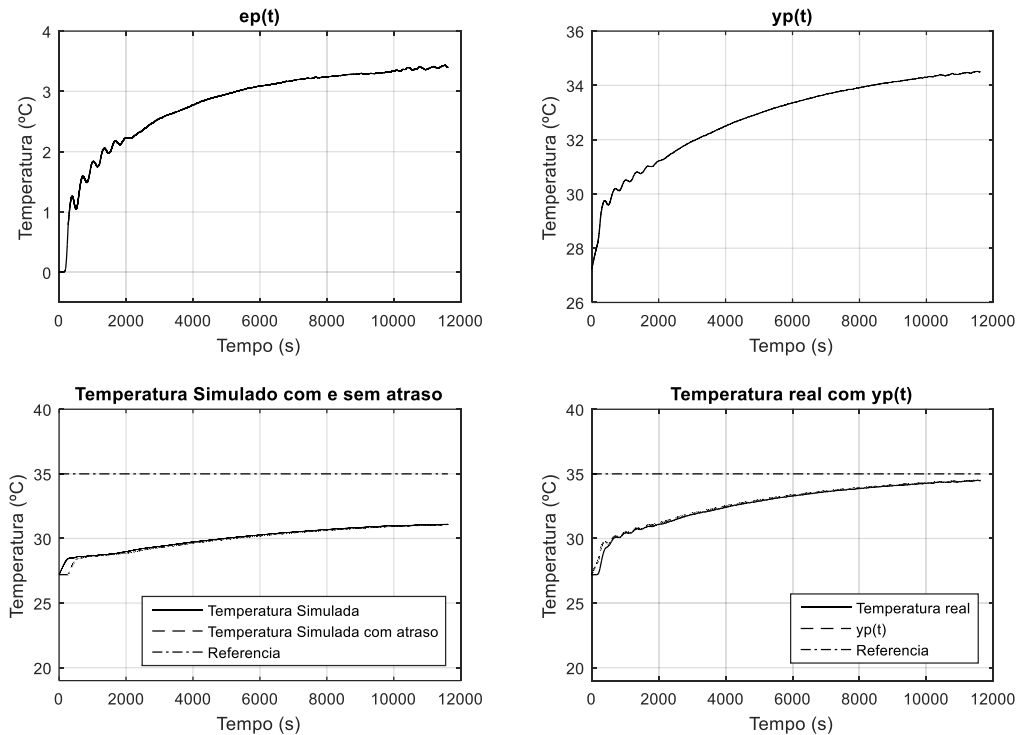 ep(t)
4
3
2
1
0
0 2000 4000 6000 8000 10000 12000
Temperatura (ºC)
Tempo (s)
yp(t)
36
34
32
30
28
26
0 2000 4000 6000 8000 10000 12000
Temperatura (ºC)
Tempo (s)
Temperatura Simulado com e sem atraso
40
35
30
25
20
0 2000 4000 6000 8000 10000 12000
Temperatura (ºC)
Tempo (s)
Temperatura Simulada
Temperatura Simulada com atraso
Referencia
Temperatura real com yp(t)
40
35
30
25
20
0 2000 4000 6000 8000 10000 12000
Temperatura (ºC)
Tempo (s)
Temperatura real
yp(t)
Referencia